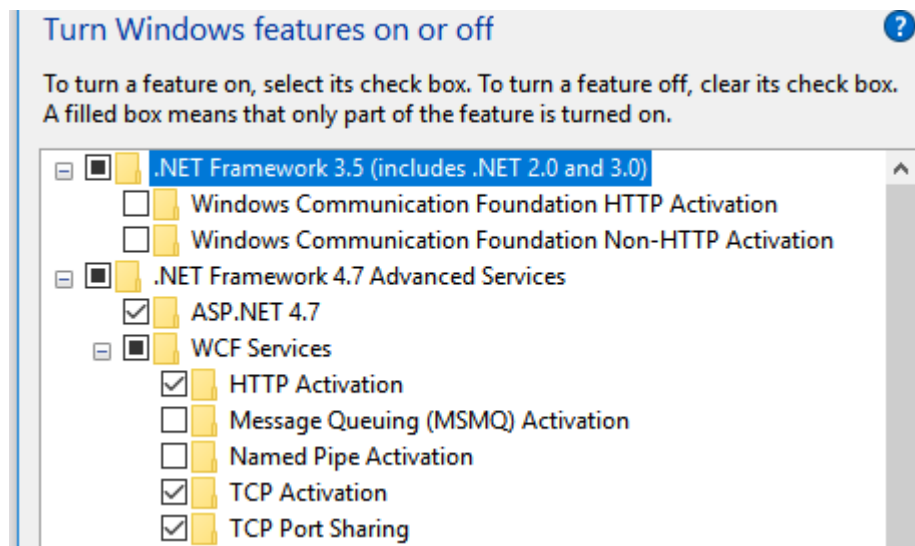 Turn Windows features on or off
?
To turn a feature on, select its check box. To turn a feature off, clear its check box.
A filled box means that only part of the feature is turned on.
.NET Framework 3.5 (includes .NET 2.0 and 3.0)
Windows Communication Foundation HTTP Activation
Windows Communication Foundation Non-HTTP Activation
.NET Framework 4.7 Advanced Services
ASP.NET 4.7
WCF Services
HTTP Activation
Message Queuing (MSMQ) Activation
Named Pipe Activation
TCP Activation
TCP Port Sharing